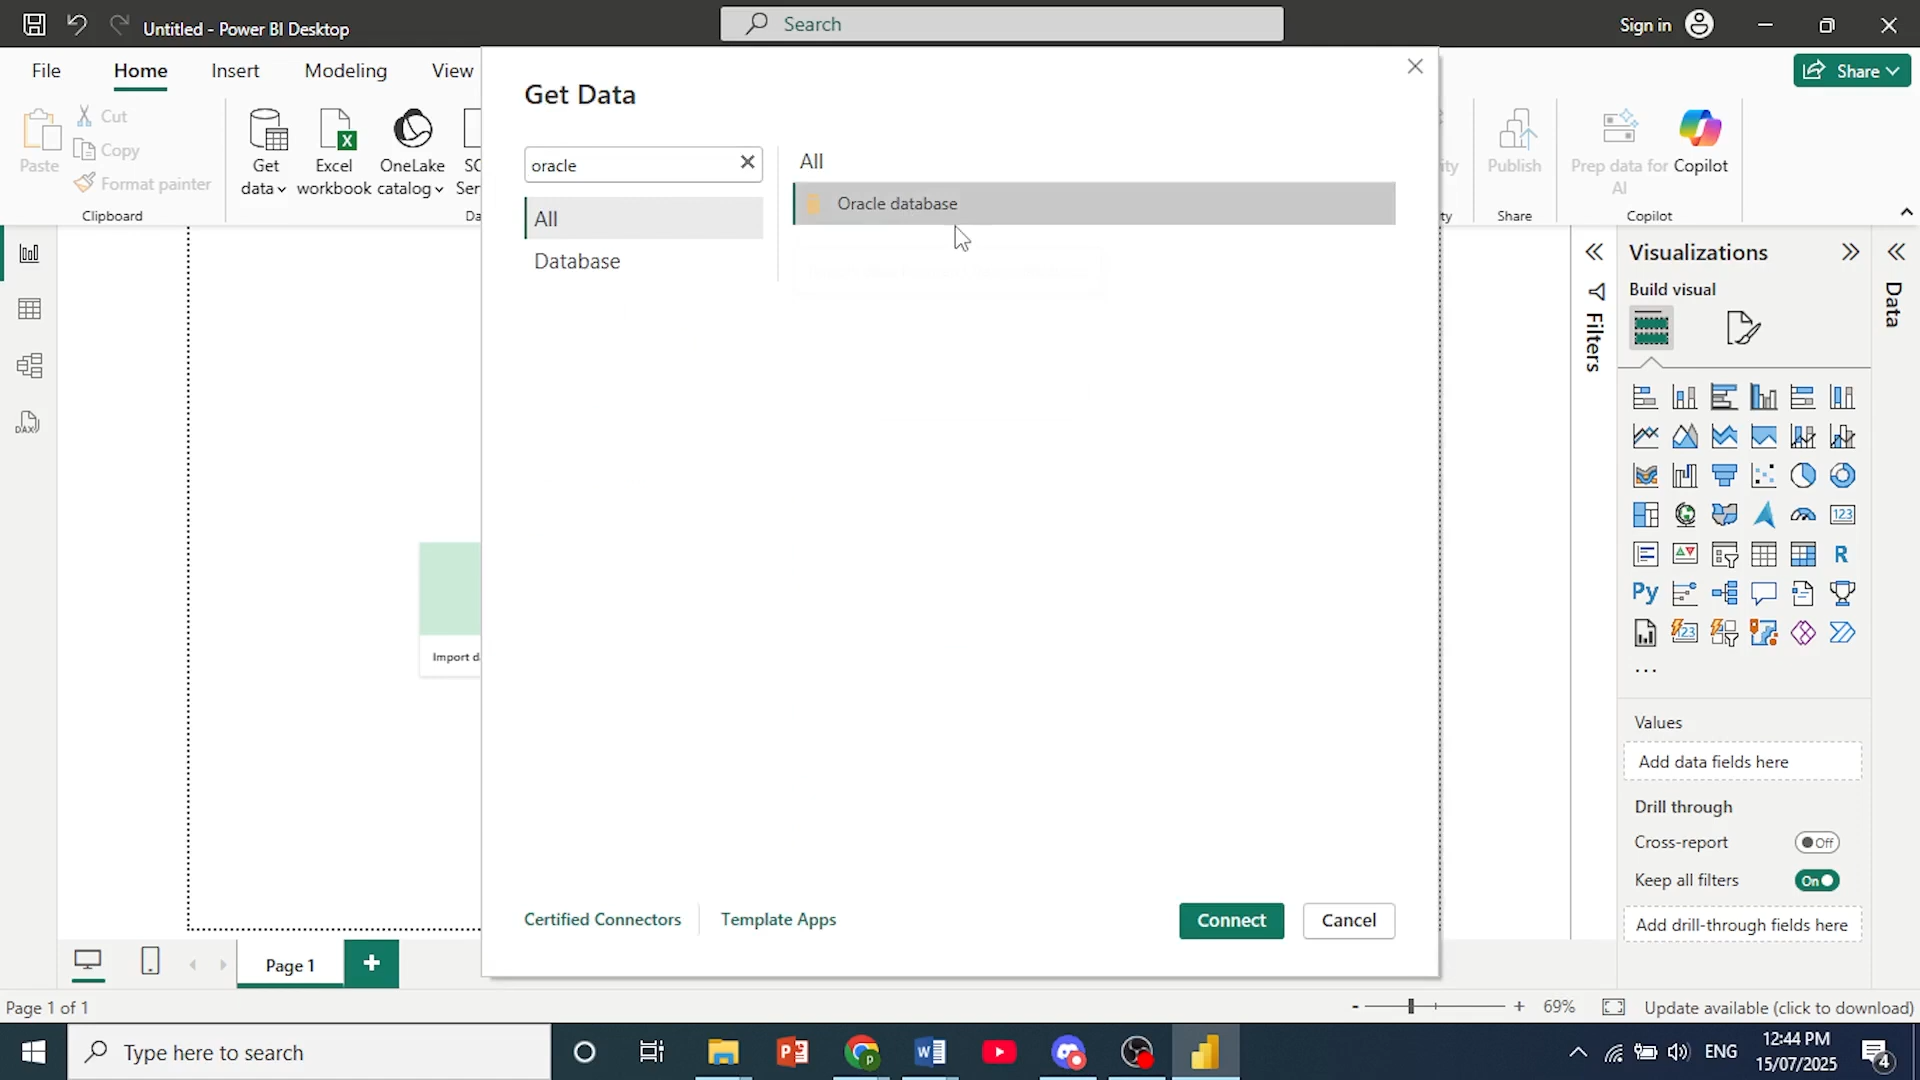 Untitled - Power BI Desktop
Search
Sign in
File
Home
Insert
Modeling
View
Share
Paste
Cut
Copy
Format painter
Clipboard
Get data
Excel workbook
OneLake catalog
Get Data
oracle
All
Database
All
Oracle database
Certified Connectors
Template Apps
Connect
Cancel
Publish
Share
Prep data for AI
Copilot
Copilot
Filters
Visualizations
Build visual
Data
123
R
Py
123
...
Values
Add data fields here
Drill through
Cross-report
Off
Keep all filters
On
Add drill-through fields here
DAX
Import d
Page 1
Page 1 of 1
- + 69%
Update available (click to download)
Type here to search
ENG
12:44 PM
15/07/2025
4